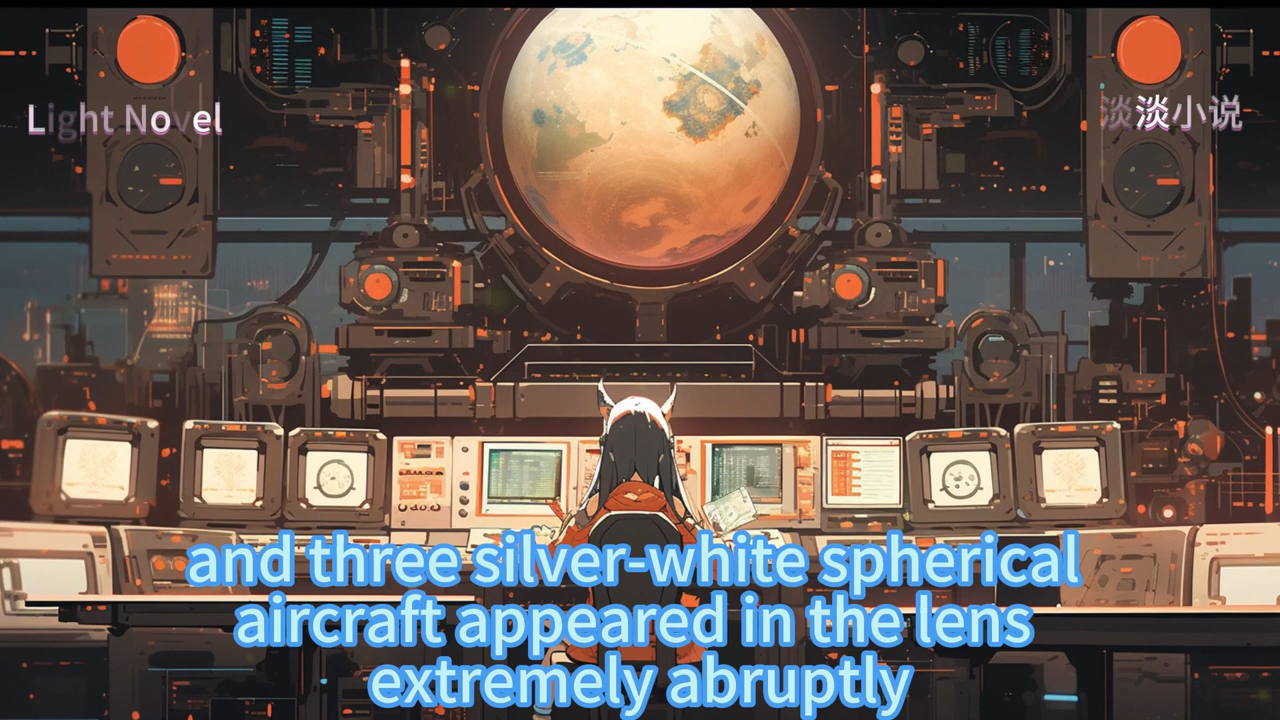 Light Novel
淡淡小说
and three silver-white spherical
aircraft appeared in the lens
extremely abruptly